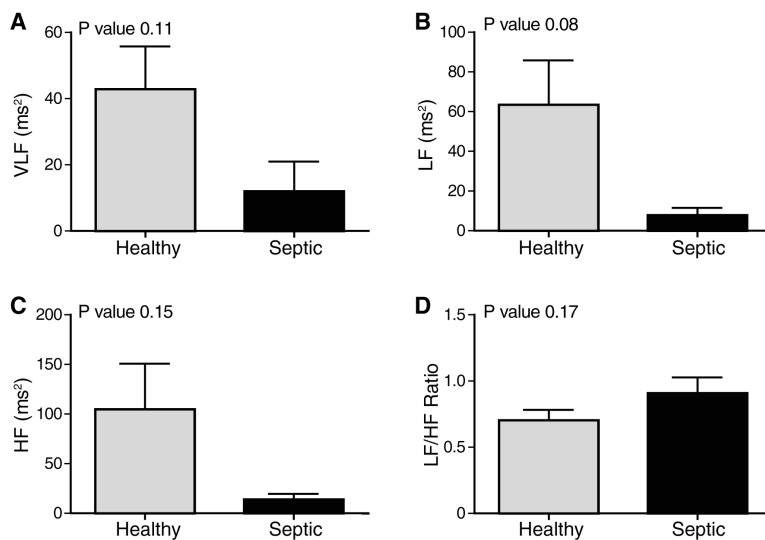 A
P value 0.11
VLF (ms²)
60
40
20
0
Healthy
Septic
B
P value 0.08
LF (ms²)
100
80
60
40
20
0
Healthy
Septic
C
P value 0.15
HF (ms²)
200
150
100
50
0
Healthy
Septic
D
P value 0.17
LF/HF Ratio
1.5
1.0
0.5
0
Healthy
Septic